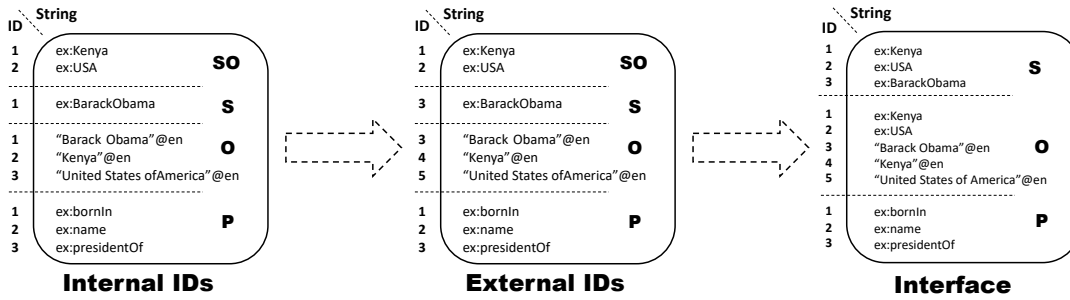 String
ID
1 ex:Kenya
2 ex:USA
SO
1 ex:BarackObama
S
1 “Barack Obama”@en
2 “Kenya”@en
3 “United States ofAmerica”@en
O
1 ex:bornIn
2 ex:name
3 ex:presidentOf
P
Internal IDs
String
ID
1 ex:Kenya
2 ex:USA
SO
3 ex:BarackObama
S
3 “Barack Obama”@en
4 “Kenya”@en
5 “United States ofAmerica”@en
O
1 ex:bornIn
2 ex:name
3 ex:presidentOf
P
External IDs
String
ID
1 ex:Kenya
2 ex:USA
3 ex:BarackObama
S
1 ex:Kenya
2 ex:USA
3 “Barack Obama”@en
4 “Kenya”@en
5 “United States of America”@en
O
1 ex:bornIn
2 ex:name
3 ex:presidentOf
P
Interface